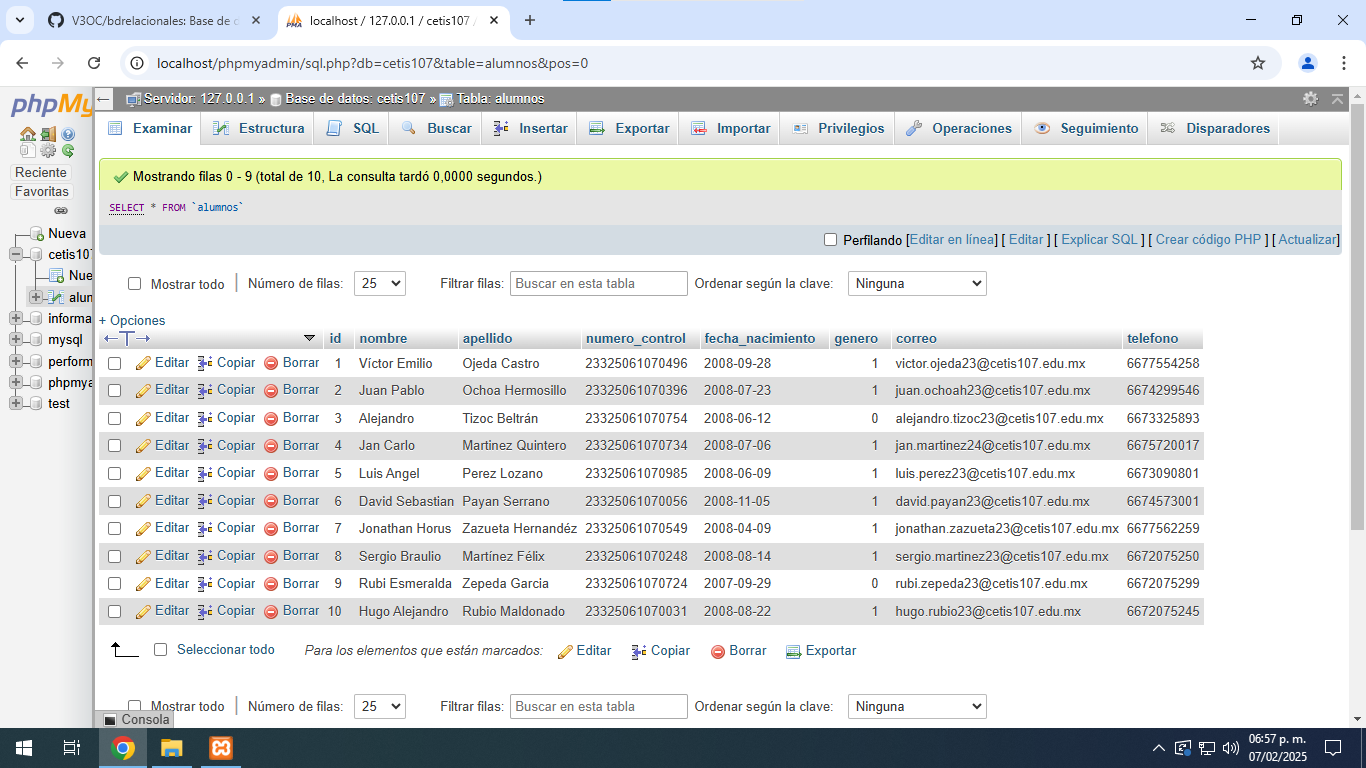 V3OC/bdrelacionales: Base de d
localhost / 127.0.0.1 / cetis107 /
localhost/phpmyadmin/sql.php?db=cetis107&table=alumnos&pos=0
phpMy
Reciente
Favoritas
Nueva
cetis107
Nue
alum
informa
mysql
perform
phpmya
test
Servidor: 127.0.0.1 » Base de datos: cetis107 » Tabla: alumnos
Examinar Estructura SQL Buscar Insertar Exportar Importar Privilegios Operaciones Seguimiento Disparadores
Mostrando filas 0 - 9 (total de 10, La consulta tardó 0,0000 segundos.)
SELECT * FROM `alumnos`
Perfilando [Editar en línea] [ Editar ] [ Explicar SQL ] [ Crear código PHP ] [ Actualizar]
Mostrar todo Número de filas: 25 Filtrar filas: Buscar en esta tabla Ordenar según la clave: Ninguna
+ Opciones
id nombre apellido numero_control fecha_nacimiento genero correo telefono
Editar Copiar Borrar 1 Víctor Emilio Ojeda Castro 23325061070496 2008-09-28 1 victor.ojeda23@cetis107.edu.mx 6677554258
Editar Copiar Borrar 2 Juan Pablo Ochoa Hermosillo 23325061070396 2008-07-23 1 juan.ochoah23@cetis107.edu.mx 6674299546
Editar Copiar Borrar 3 Alejandro Tizoc Beltrán 23325061070754 2008-06-12 0 alejandro.tizoc23@cetis107.edu.mx 6673325893
Editar Copiar Borrar 4 Jan Carlo Martinez Quintero 23325061070734 2008-07-06 1 jan.martinez24@cetis107.edu.mx 6675720017
Editar Copiar Borrar 5 Luis Angel Perez Lozano 23325061070985 2008-06-09 1 luis.perez23@cetis107.edu.mx 6673090801
Editar Copiar Borrar 6 David Sebastian Payan Serrano 23325061070056 2008-11-05 1 david.payan23@cetis107.edu.mx 6674573001
Editar Copiar Borrar 7 Jonathan Horus Zazueta Hernandéz 23325061070549 2008-04-09 1 jonathan.zazueta23@cetis107.edu.mx 6677562259
Editar Copiar Borrar 8 Sergio Braulio Martínez Félix 23325061070248 2008-08-14 1 sergio.martinez23@cetis107.edu.mx 6672075250
Editar Copiar Borrar 9 Rubi Esmeralda Zepeda Garcia 23325061070724 2007-09-29 0 rubi.zepeda23@cetis107.edu.mx 6672075299
Editar Copiar Borrar 10 Hugo Alejandro Rubio Maldonado 23325061070031 2008-08-22 1 hugo.rubio23@cetis107.edu.mx 6672075245
Seleccionar todo Para los elementos que están marcados: Editar Copiar Borrar Exportar
Mostrar todo Número de filas: 25 Filtrar filas: Buscar en esta tabla Ordenar según la clave: Ninguna
Consola
06:57 p. m.
07/02/2025